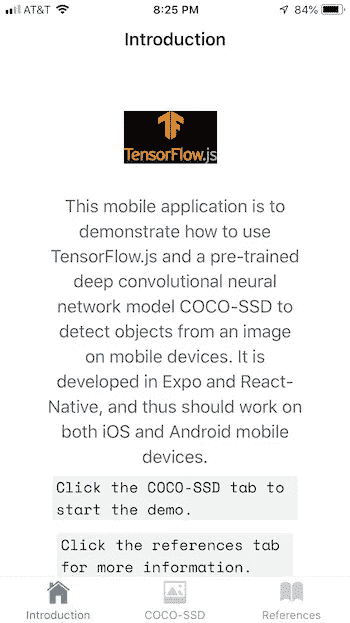 AT&T 8:25 PM 84%
Introduction
TensorFlow.js
This mobile application is to
demonstrate how to use
TensorFlow.js and a pre-trained
deep convolutional neural
network model COCO-SSD to
detect objects from an image
on mobile devices. It is
developed in Expo and React-
Native, and thus should work on
both iOS and Android mobile
devices.
Click the COCO-SSD tab to
start the demo.
Click the references tab
for more information.
Introduction COCO-SSD References